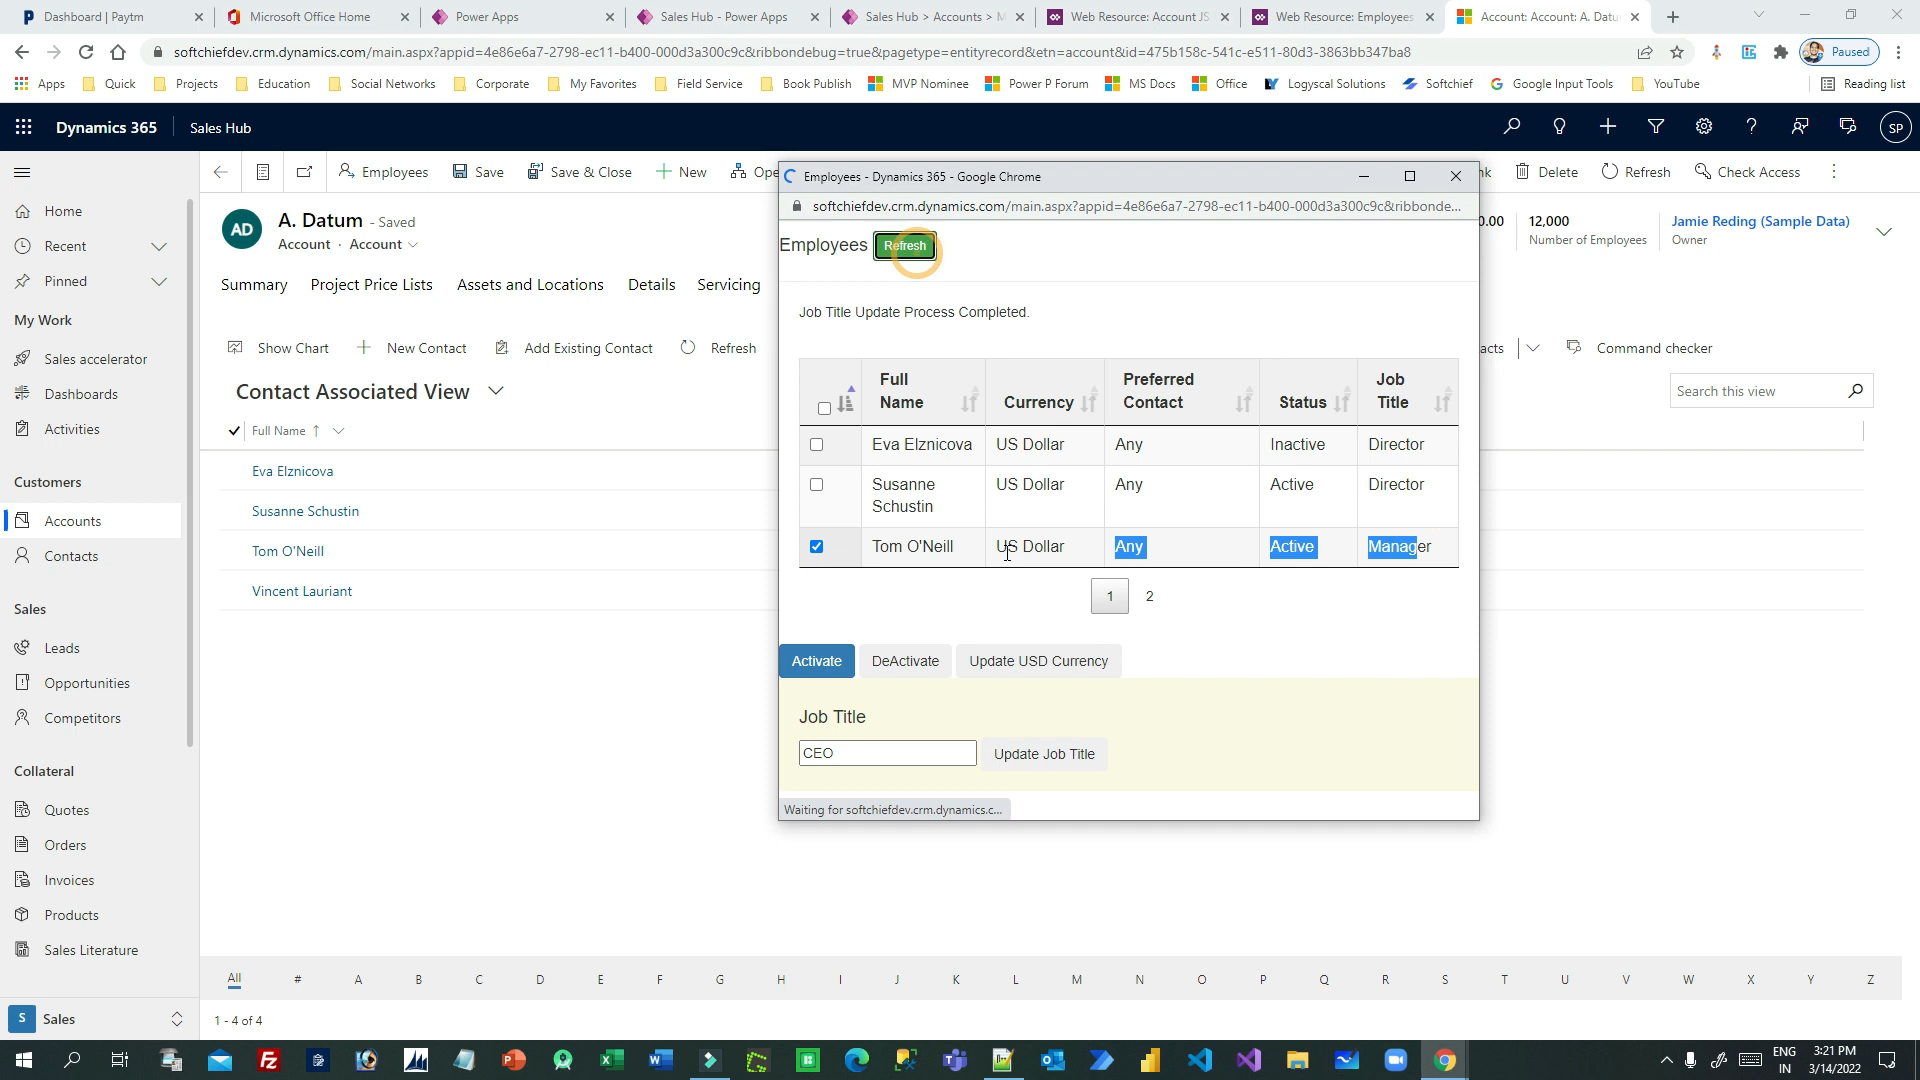 Dashboard | Paytm
Microsoft Office Home
Power Apps
Sales Hub - Power Apps
Sales Hub > Accounts > M
Web Resource: Account JS
Web Resource: Employees
Account: Account: A. Datu
softchiefdev.crm.dynamics.com/main.aspx?appid=4e86e6a7-2798-ec11-b400-000d3a300c9c&ribbondebug=true&pagetype=entityrecord&etn=account&id=475b158c-541c-e511-80d3-3863bb347ba8
Paused
Apps
Quick
Projects
Education
Social Networks
Corporate
My Favorites
Field Service
Book Publish
MVP Nominee
Power P Forum
MS Docs
Office
Logyscal Solutions
Softchief
Google Input Tools
YouTube
Reading list
Dynamics 365
Sales Hub
SP
Employees
Save
Save & Close
New
Ope
nk
Delete
Refresh
Check Access
Home
Recent
Pinned
My Work
Sales accelerator
Dashboards
Activities
Customers
Accounts
Contacts
Sales
Leads
Opportunities
Competitors
Collateral
Quotes
Orders
Invoices
Products
Sales Literature
S Sales
AD
A. Datum - Saved
Account · Account
0.00
12,000
Number of Employees
Jamie Reding (Sample Data)
Owner
Summary
Project Price Lists
Assets and Locations
Details
Servicing
Show Chart
New Contact
Add Existing Contact
Refresh
acts
Command checker
Contact Associated View
Search this view
Full Name ↑
Eva Elznicova
Susanne Schustin
Tom O'Neill
Vincent Lauriant
Employees - Dynamics 365 - Google Chrome
softchiefdev.crm.dynamics.com/main.aspx?appid=4e86e6a7-2798-ec11-b400-000d3a300c9c&ribbonde...
Employees Refresh
Job Title Update Process Completed.
Full Name
Currency
Preferred Contact
Status
Job Title
Eva Elznicova US Dollar Any Inactive Director
Susanne Schustin US Dollar Any Active Director
Tom O'Neill US Dollar Any Active Manager
1 2
Activate DeActivate Update USD Currency
Job Title
CEO Update Job Title
Waiting for softchiefdev.crm.dynamics.c...
All # A B C D E F G H I J K L M N O P Q R S T U V W X Y Z
1 - 4 of 4
ENG
IN
3:21 PM
3/14/2022